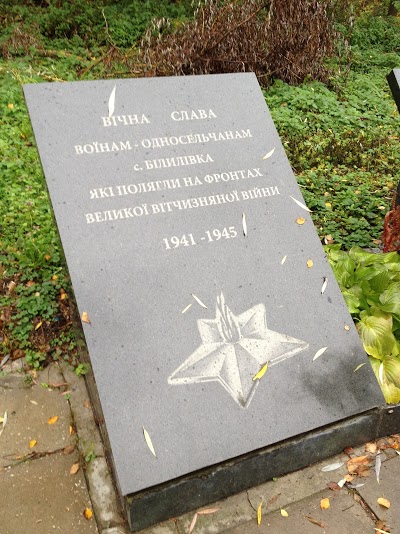 ВІЧНА СЛАВА
ВОЇНАМ - ОДНОСЕЛЬЧАНАМ
с. БІЛИЛІВКА
ЯКІ ПОЛЯГЛИ НА ФРОНТАХ
ВЕЛИКОЇ ВІТЧИЗНЯНОЇ ВІЙНИ
1941 -1945